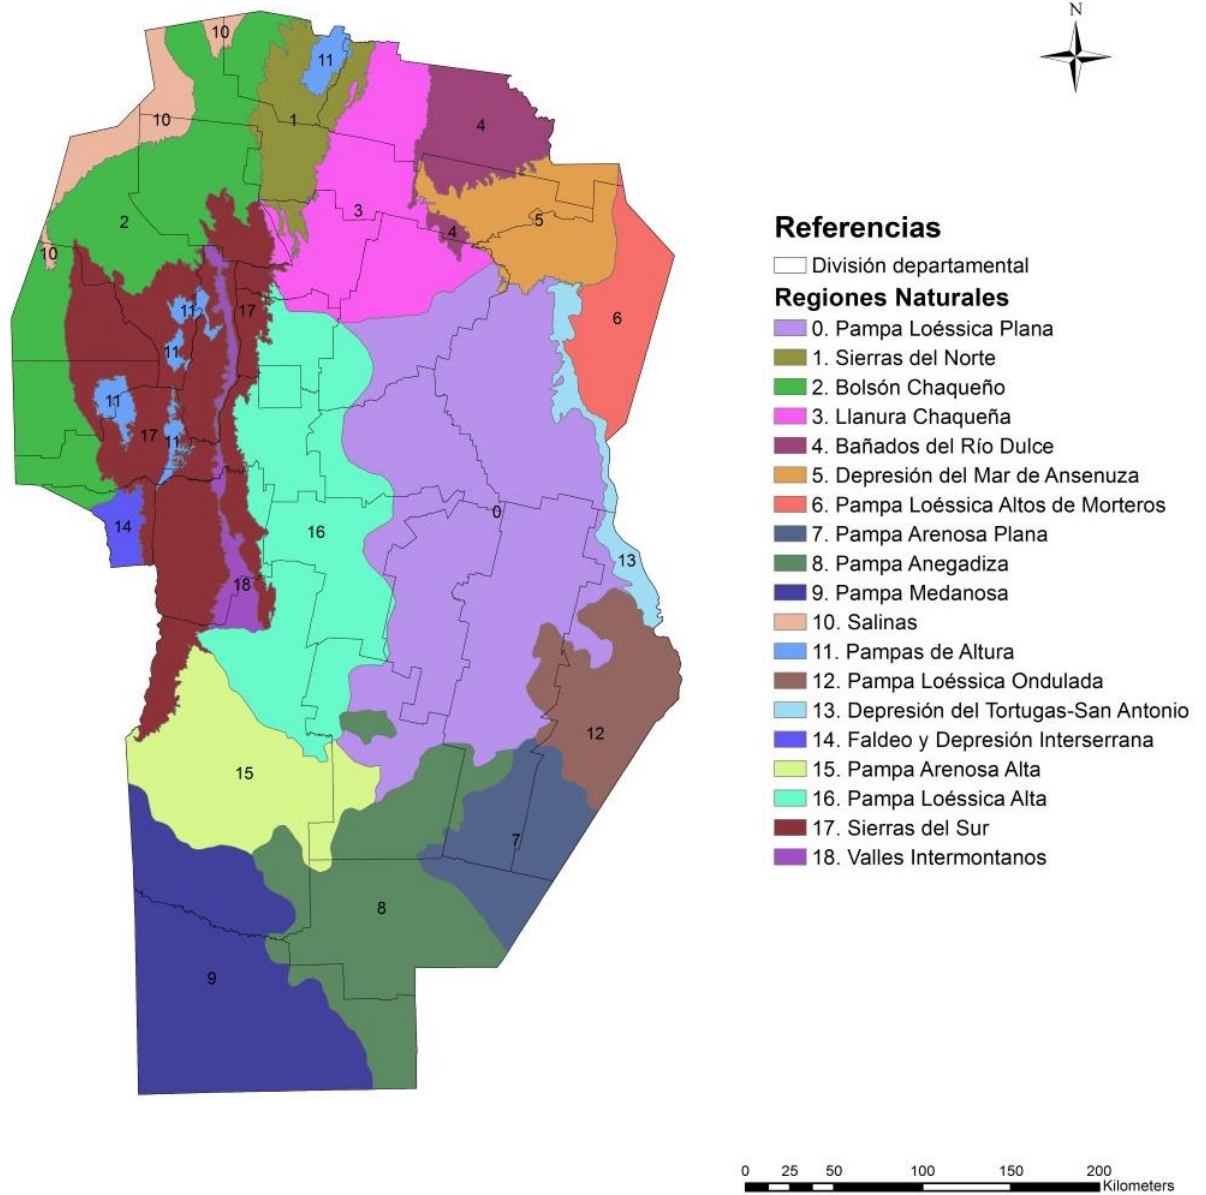 N
10
11
1
4
10
3
2
5
4
10
11
17
6
11
11
17
11
0
14
16
13
18
12
15
7
8
9
Referencias
División departamental
Regiones Naturales
0. Pampa Loéssica Plana
1. Sierras del Norte
2. Bolsón Chaqueño
3. Llanura Chaqueña
4. Bañados del Río Dulce
5. Depresión del Mar de Ansenuza
6. Pampa Loéssica Altos de Morteros
7. Pampa Arenosa Plana
8. Pampa Anegadiza
9. Pampa Medanosa
10. Salinas
11. Pampas de Altura
12. Pampa Loéssica Ondulada
13. Depresión del Tortugas-San Antonio
14. Faldeo y Depresión Interserrana
15. Pampa Arenosa Alta
16. Pampa Loéssica Alta
17. Sierras del Sur
18. Valles Intermontanos
0 25 50 100 150 200
Kilometers